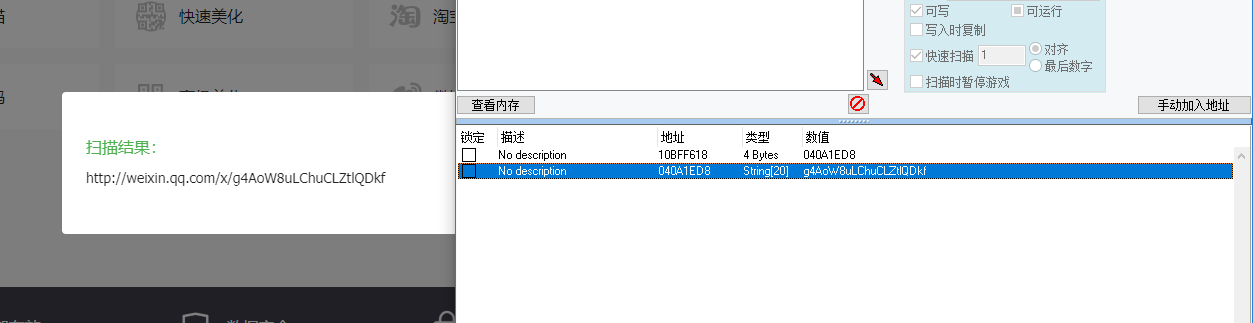 快速美化
扫描结果:
http://weixin.qq.com/x/g4AoW8uLChuCLZtlQDkf
可写
可运行
写入时复制
快速扫描
1
对齐
最后数字
扫描时暂停游戏
查看内存
手动加入地址
锁定 描述 地址 类型 数值
No description 10BFF618 4 Bytes 040A1ED8
No description 040A1ED8 String[20] g4AoW8uLChuCLZtlQDkf